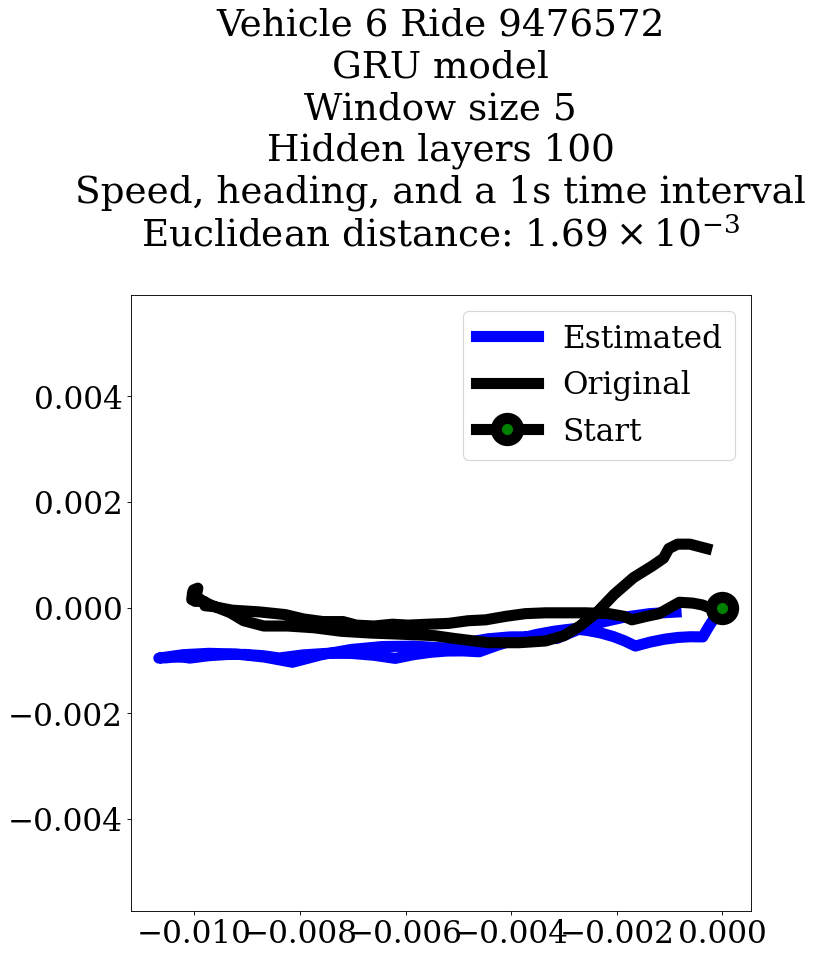 Vehicle 6 Ride 9476572
GRU model
Window size 5
Hidden layers 100
Speed, heading, and a 1s time interval
Euclidean distance: 1.69 × 10⁻³
Estimated
Original
Start
0.004
0.002
0.000
−0.002
−0.004
−0.010 −0.008 −0.006 −0.004 −0.002 0.000